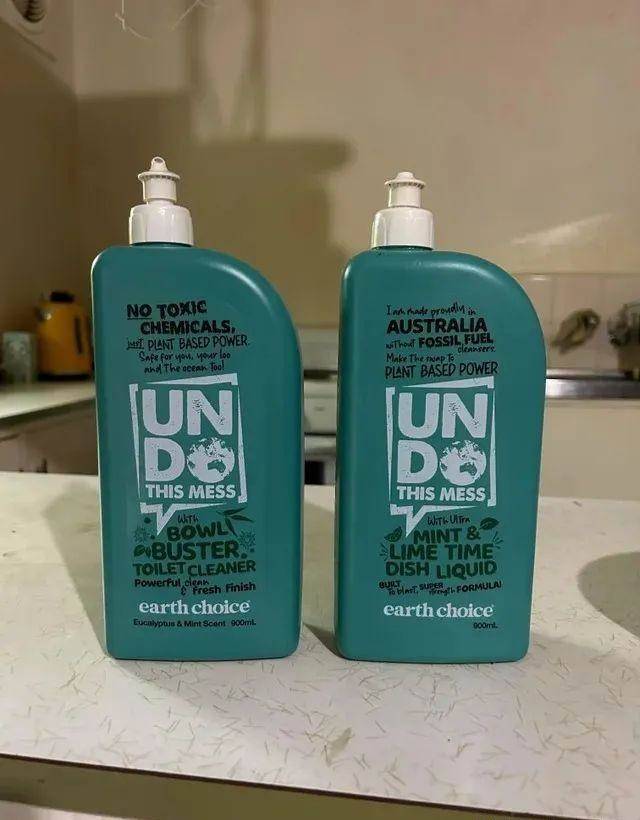 NO TOXIC
CHEMICALS,
just PLANT BASED POWER.
Safe for you, your loo
and The ocean Too!
UN
DO
THIS MESS
With
BOWL
BUSTER
TOILET CLEANER
Powerful clean
& fresh Finish
earth choice
Eucalyptus & Mint Scent 900mL
I am made proudly in
AUSTRALIA
without FOSSIL FUEL
cleansers.
Make The swap to
PLANT BASED POWER
UN
DO
THIS MESS
With Ultra
MINT &
LIME TIME
DISH LIQUID
BUILT to blast, SUPER strength FORMULA!
earth choice
900mL